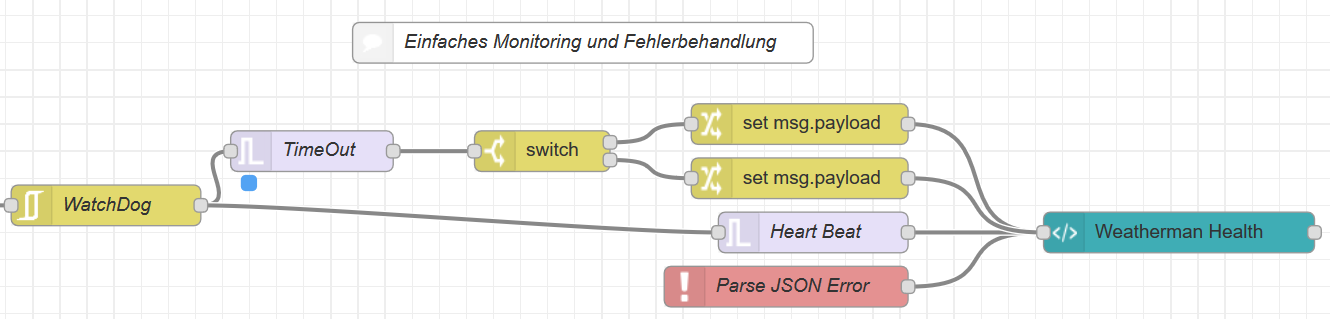 Einfaches Monitoring und Fehlerbehandlung
set msg.payload
TimeOut
switch
set msg.payload
WatchDog
Heart Beat
Weatherman Health
Parse JSON Error